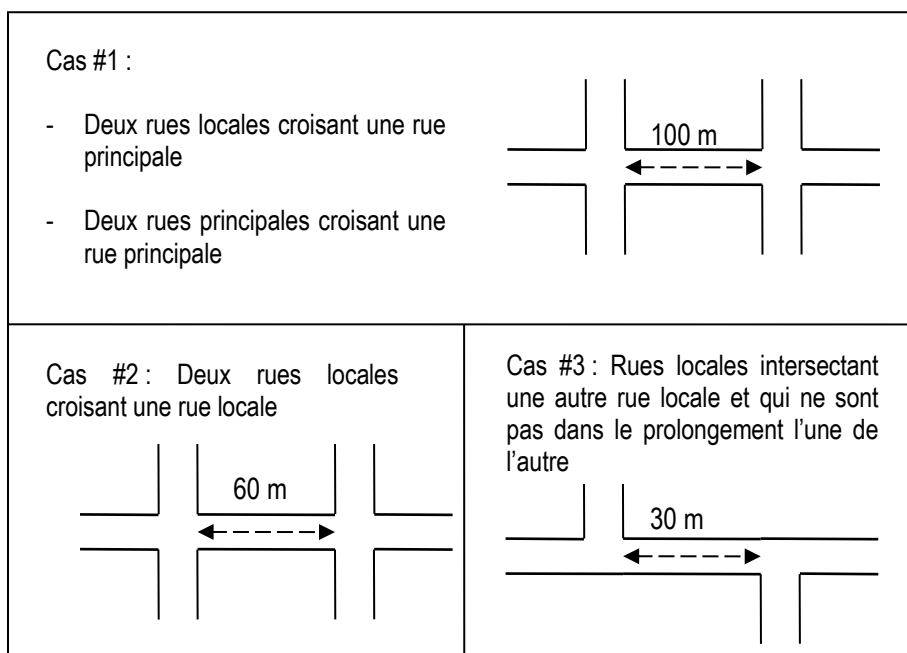 Cas #1 :
- Deux rues locales croisant une rue
principale
- Deux rues principales croisant une
rue principale
100 m
Cas #2 : Deux rues locales
croisant une rue locale
60 m
Cas #3 : Rues locales intersectant
une autre rue locale et qui ne sont
pas dans le prolongement l’une de
l’autre
30 m